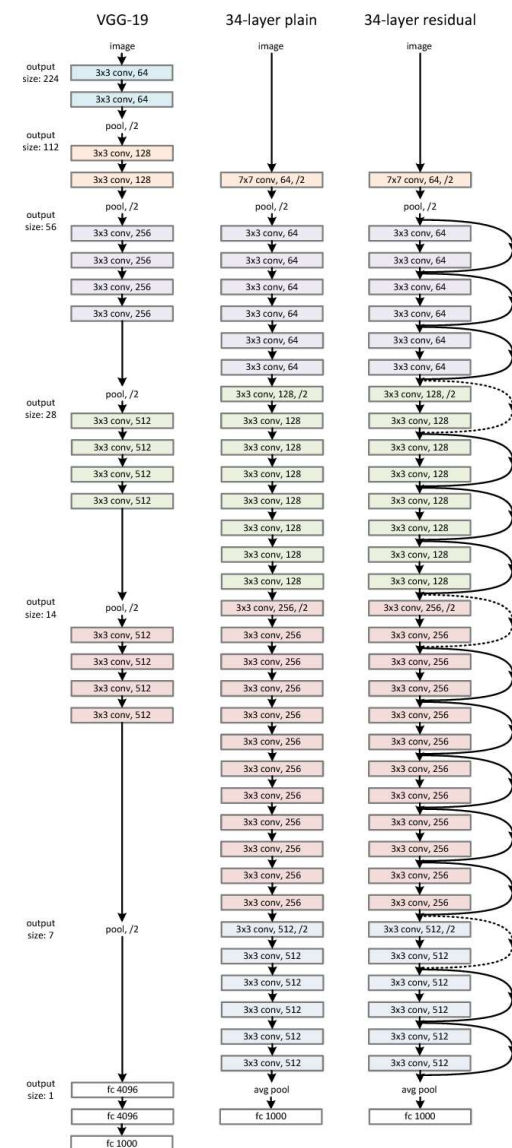 output
size: 224
output
size: 112
output
size: 56
output
size: 28
output
size: 14
output
size: 7
output
size: 1
VGG-19
image
3x3 conv, 64
3x3 conv, 64
pool, /2
3x3 conv, 128
3x3 conv, 128
pool, /2
3x3 conv, 256
3x3 conv, 256
3x3 conv, 256
3x3 conv, 256
pool, /2
3x3 conv, 512
3x3 conv, 512
3x3 conv, 512
3x3 conv, 512
pool, /2
3x3 conv, 512
3x3 conv, 512
3x3 conv, 512
3x3 conv, 512
pool, /2
fc 4096
fc 4096
fc 1000
34-layer plain
image
7x7 conv, 64, /2
pool, /2
3x3 conv, 64
3x3 conv, 64
3x3 conv, 64
3x3 conv, 64
3x3 conv, 64
3x3 conv, 64
3x3 conv, 128, /2
3x3 conv, 128
3x3 conv, 128
3x3 conv, 128
3x3 conv, 128
3x3 conv, 128
3x3 conv, 128
3x3 conv, 128
3x3 conv, 256, /2
3x3 conv, 256
3x3 conv, 256
3x3 conv, 256
3x3 conv, 256
3x3 conv, 256
3x3 conv, 256
3x3 conv, 256
3x3 conv, 256
3x3 conv, 256
3x3 conv, 256
3x3 conv, 256
3x3 conv, 512, /2
3x3 conv, 512
3x3 conv, 512
3x3 conv, 512
3x3 conv, 512
3x3 conv, 512
avg pool
fc 1000
34-layer residual
image
7x7 conv, 64, /2
pool, /2
3x3 conv, 64
3x3 conv, 64
3x3 conv, 64
3x3 conv, 64
3x3 conv, 64
3x3 conv, 64
3x3 conv, 128, /2
3x3 conv, 128
3x3 conv, 128
3x3 conv, 128
3x3 conv, 128
3x3 conv, 128
3x3 conv, 128
3x3 conv, 128
3x3 conv, 256, /2
3x3 conv, 256
3x3 conv, 256
3x3 conv, 256
3x3 conv, 256
3x3 conv, 256
3x3 conv, 256
3x3 conv, 256
3x3 conv, 256
3x3 conv, 256
3x3 conv, 256
3x3 conv, 256
3x3 conv, 512, /2
3x3 conv, 512
3x3 conv, 512
3x3 conv, 512
3x3 conv, 512
3x3 conv, 512
avg pool
fc 1000